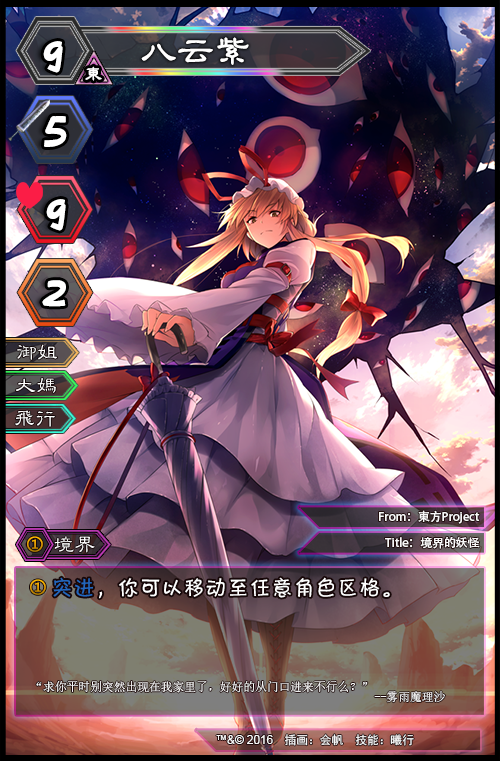 9 東 八云紫
5
9
2
御姐
大媽
飛行
From：東方Project
Title：境界的妖怪
① 境界
① 突进，你可以移动至任意角色区格。
“求你平时别突然出现在我家里了，好好的从门口进来不行么？”
--雾雨魔理沙
™&© 2016 插画：会帆 技能：曦行